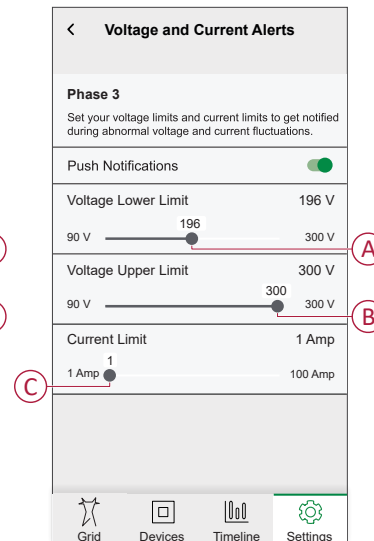 Voltage and Current Alerts
Phase 3
Set your voltage limits and current limits to get notified
during abnormal voltage and current fluctuations.
Push Notifications
Voltage Lower Limit 196 V
196
90 V 300 V
A
Voltage Upper Limit 300 V
300
90 V 300 V
B
Current Limit 1 Amp
1
1 Amp 100 Amp
C
Grid Devices Timeline Settings